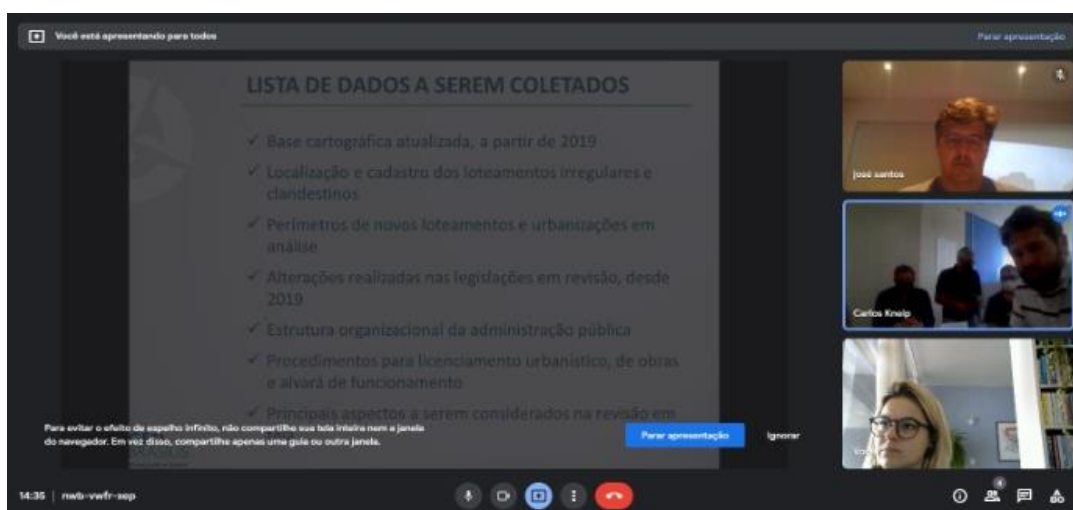 Você está apresentando para todos
Parar apresentação
LISTA DE DADOS A SEREM COLETADOS
✓ Base cartográfica atualizada, a partir de 2019
✓ Localização e cadastro dos loteamentos irregulares e
clandestinos
✓ Perímetros de novos loteamentos e urbanizações em
análise
✓ Alterações realizadas nas legislações em revisão, desde
2019
✓ Estrutura organizacional da administração pública
✓ Procedimentos para licenciamento urbanístico, de obras
e alvará de funcionamento
✓ Principais aspectos a serem considerados na revisão em
Para evitar o efeito de espelho infinito, não compartilhe sua tela inteira nem a janela
do navegador. Em vez disso, compartilhe apenas uma guia ou outra janela.
Parar apresentação
Ignorar
josé santos
Carlos Kneip
Você
14:35 | nwb-vwfr-sep
4